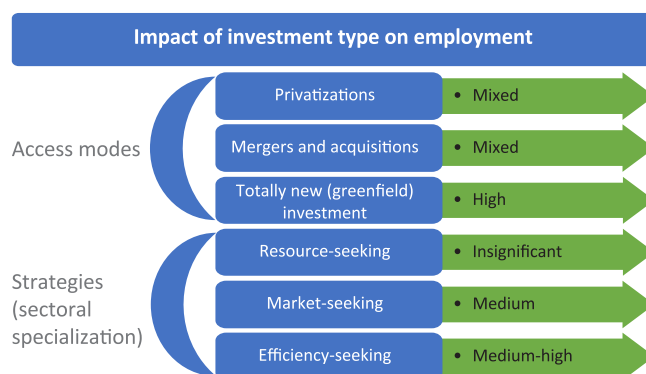 Impact of investment type on employment
Access modes
Privatizations
• Mixed
Mergers and acquisitions
• Mixed
Totally new (greenfield)
investment
• High
Strategies
(sectoral
specialization)
Resource-seeking
• Insignificant
Market-seeking
• Medium
Efficiency-seeking
• Medium-high